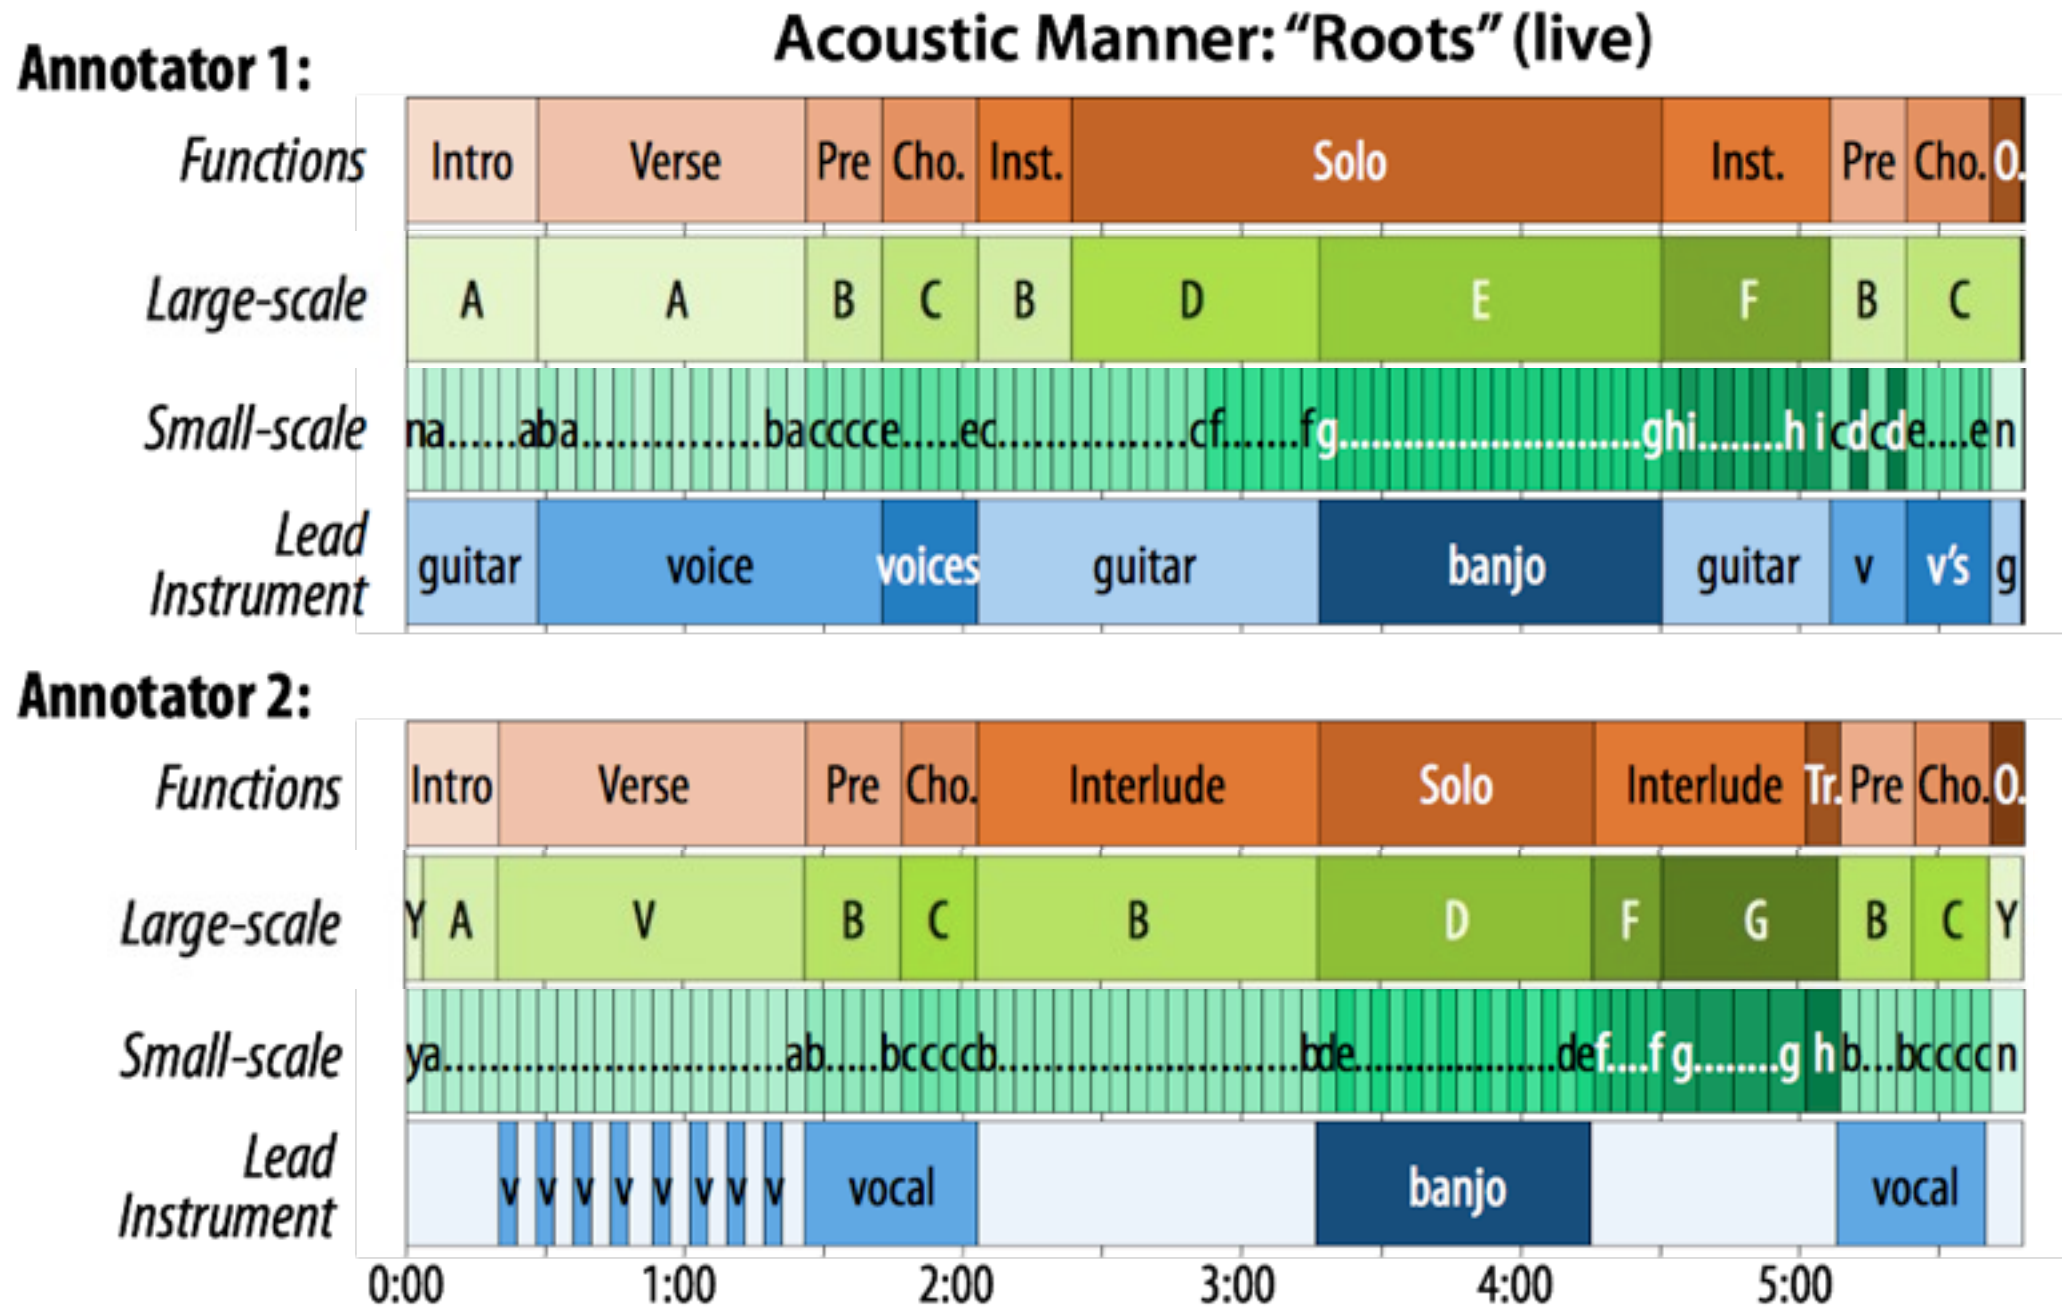 Acoustic Manner: “Roots” (live)
Annotator 1:
Functions Intro Verse Pre Cho. Inst. Solo Inst. Pre Cho. O.
Large-scale A A B C B D E F B C
Small-scale na......aba...............bacccce.....ec................cf.......fg..........................ghi........h icdcde....en
Lead
Instrument guitar voice voices guitar banjo guitar v v’s g
Annotator 2:
Functions Intro Verse Pre Cho. Interlude Solo Interlude Tr. Pre Cho. O.
Large-scale Y A V B C B D F G B C Y
Small-scale ya.............................ab.....bccccb..........................bde.................def....f g........g h b...bccccn
Lead
Instrument v v v v v v v v vocal banjo vocal
0:00 1:00 2:00 3:00 4:00 5:00